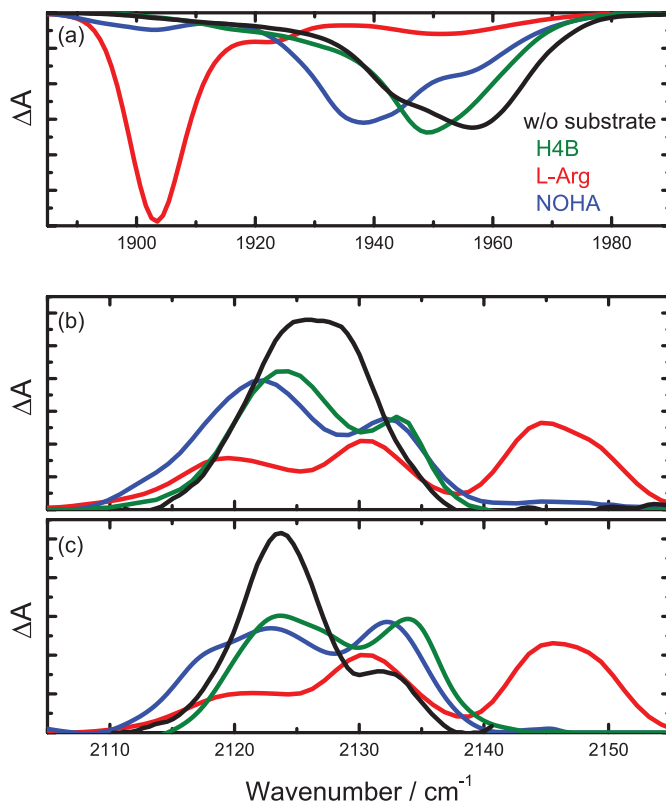 (a)
ΔA
w/o substrate
H4B
L-Arg
NOHA
1900 1920 1940 1960 1980
(b)
ΔA
(c)
ΔA
2110 2120 2130 2140 2150
Wavenumber / cm⁻¹